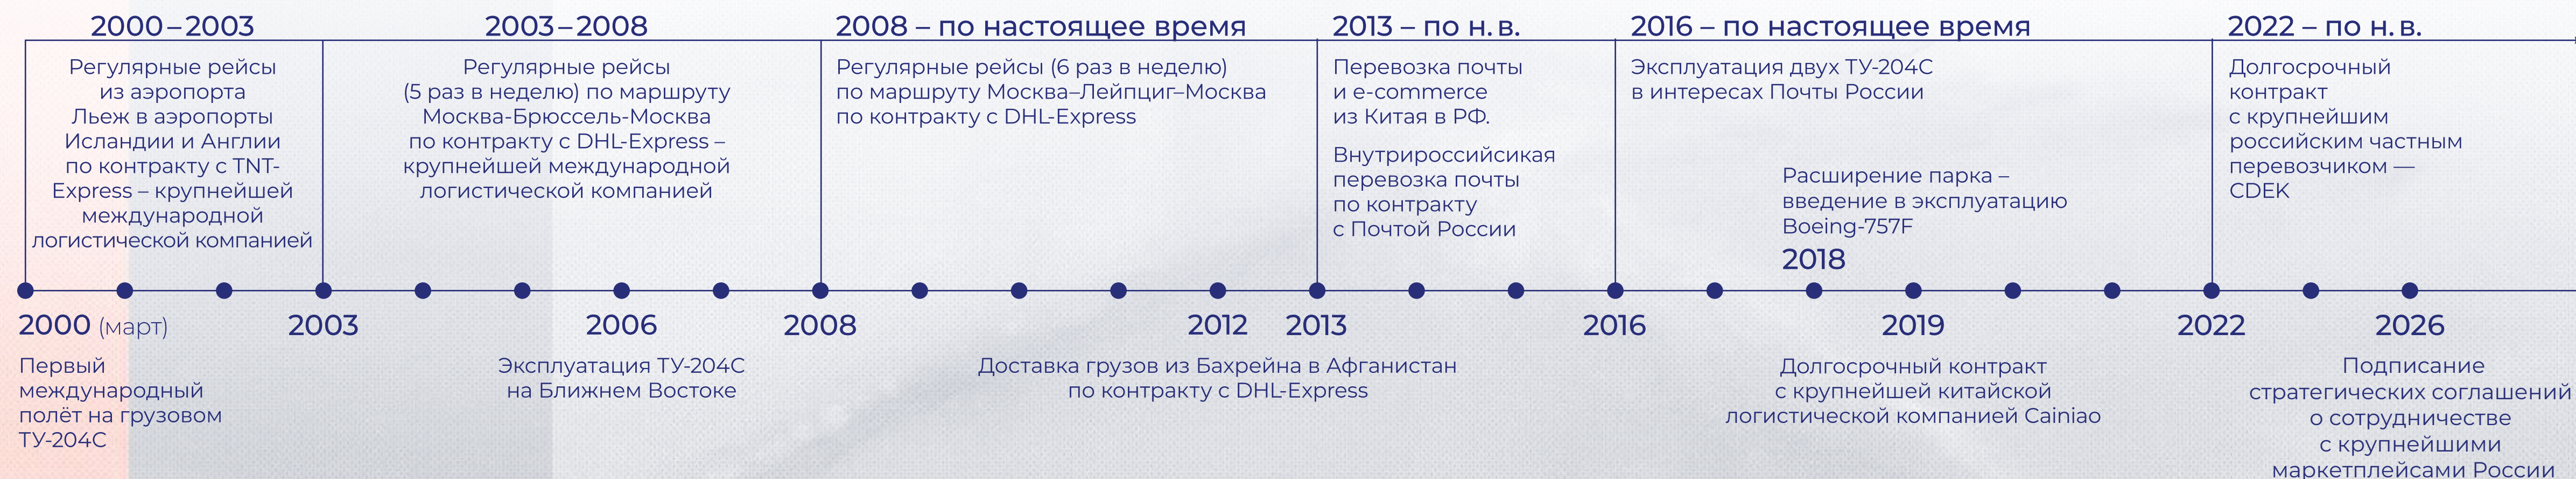 2000–2003
Регулярные рейсы
из аэропорта
Льеж в аэропорты
Исландии и Англии
по контракту с TNT-
Express – крупнейшей
международной
логистической компанией
2003–2008
Регулярные рейсы
(5 раз в неделю) по маршруту
Москва-Брюссель-Москва
по контракту с DHL-Express –
крупнейшей международной
логистической компанией
2008 – по настоящее время
Регулярные рейсы (6 раз в неделю)
по маршруту Москва–Лейпциг–Москва
по контракту с DHL-Express
2013 – по н. в.
Перевозка почты
и e-commerce
из Китая в РФ.
Внутрироссийсикая
перевозка почты
по контракту
с Почтой России
2016 – по настоящее время
Эксплуатация двух ТУ-204С
в интересах Почты России
Расширение парка –
введение в эксплуатацию
Boeing-757F
2018
2022 – по н. в.
Долгосрочный
контракт
с крупнейшим
российским частным
перевозчиком —
CDEK
2000 (март)
Первый
международный
полёт на грузовом
ТУ-204С
2003
2006
Эксплуатация ТУ-204С
на Ближнем Востоке
2008
2012
Доставка грузов из Бахрейна в Афганистан
по контракту с DHL-Express
2013
2016
2019
Долгосрочный контракт
с крупнейшей китайской
логистической компанией Cainiao
2022
2026
Подписание
стратегических соглашений
о сотрудничестве
с крупнейшими
маркетплейсами России